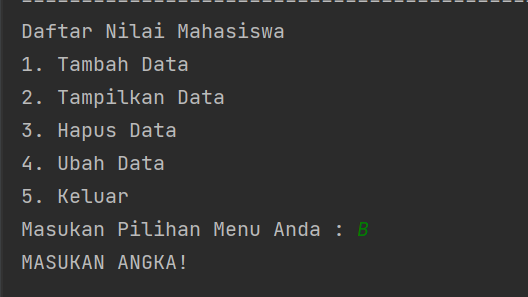 Daftar Nilai Mahasiswa
1. Tambah Data
2. Tampilkan Data
3. Hapus Data
4. Ubah Data
5. Keluar
Masukan Pilihan Menu Anda : B
MASUKAN ANGKA!